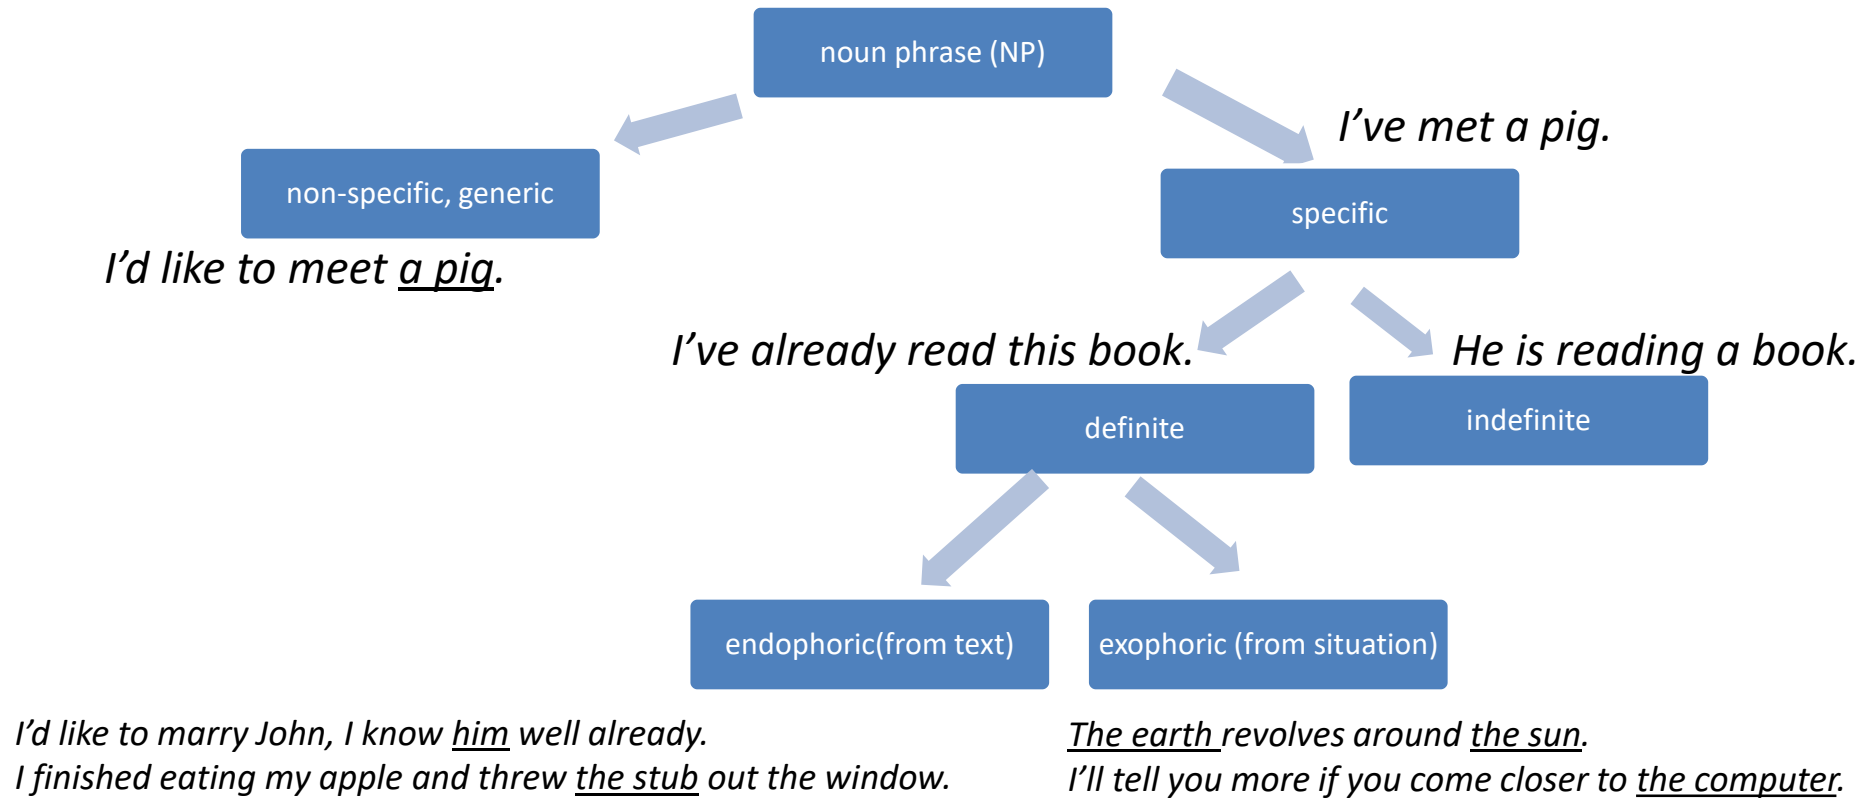 noun phrase (NP)
I’ve met a pig.
non-specific, generic
specific
I’d like to meet a pig.
I’ve already read this book.
He is reading a book.
definite
indefinite
endophoric(from text)
exophoric (from situation)
I’d like to marry John, I know him well already.
I finished eating my apple and threw the stub out the window.
The earth revolves around the sun.
I’ll tell you more if you come closer to the computer.